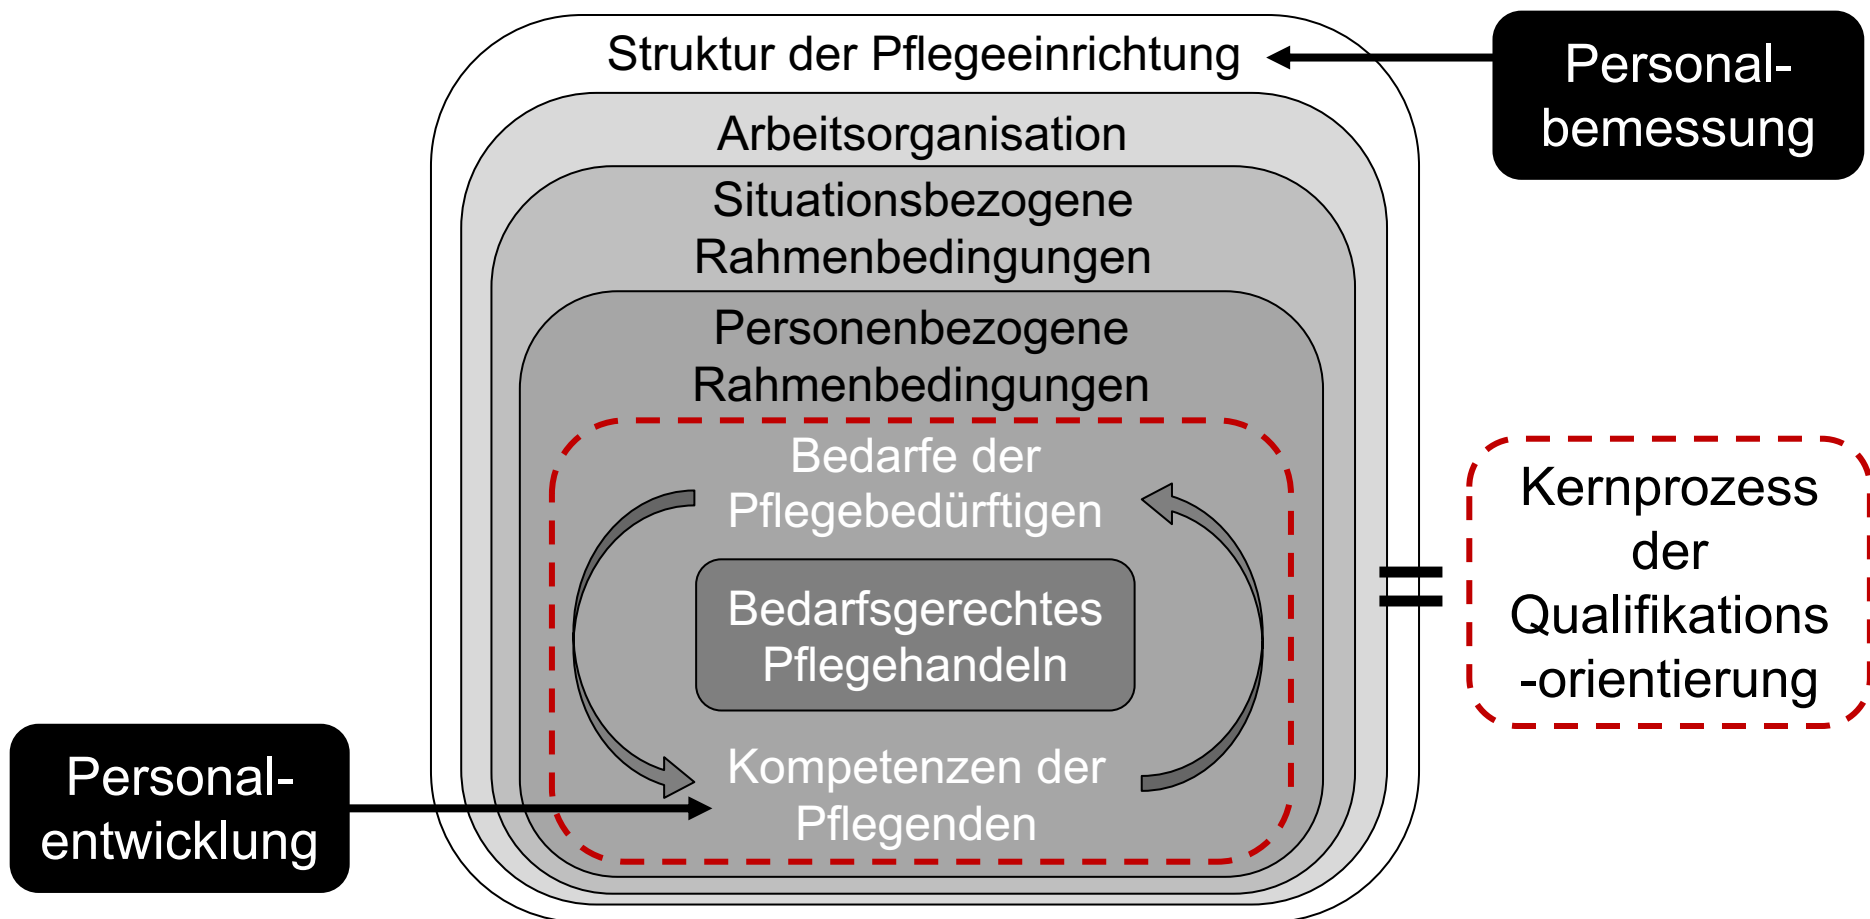 Struktur der Pflegeeinrichtung
Personal-
bemessung
Arbeitsorganisation
Situationsbezogene
Rahmenbedingungen
Personenbezogene
Rahmenbedingungen
Bedarfe der
Pflegebedürftigen
Bedarfsgerechtes
Pflegehandeln
Kompetenzen der
Pflegenden
Kernprozess
der
Qualifikations
-orientierung
Personal-
entwicklung